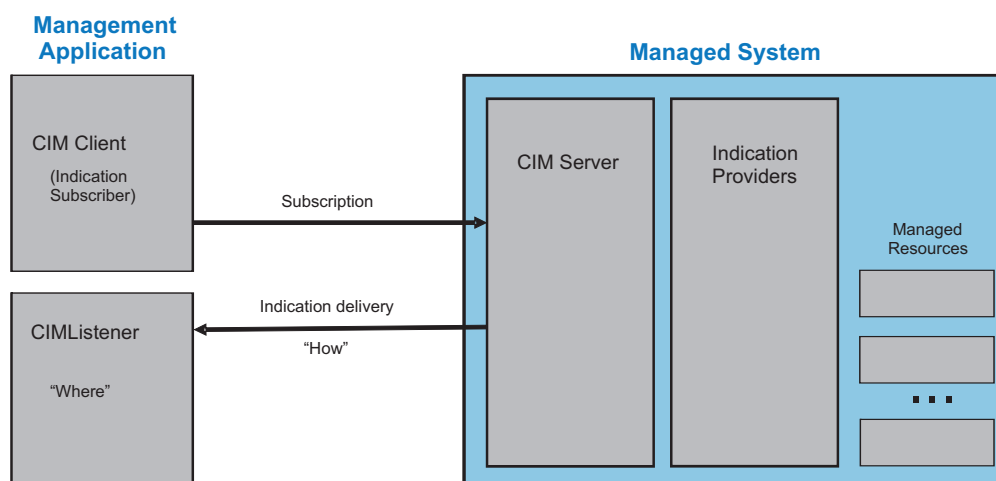 Management
Application
Managed System
CIM Client
(Indication
Subscriber)
Subscription
CIM Server
Indication
Providers
Managed
Resources
Indication delivery
“How”
CIMListener
“Where”